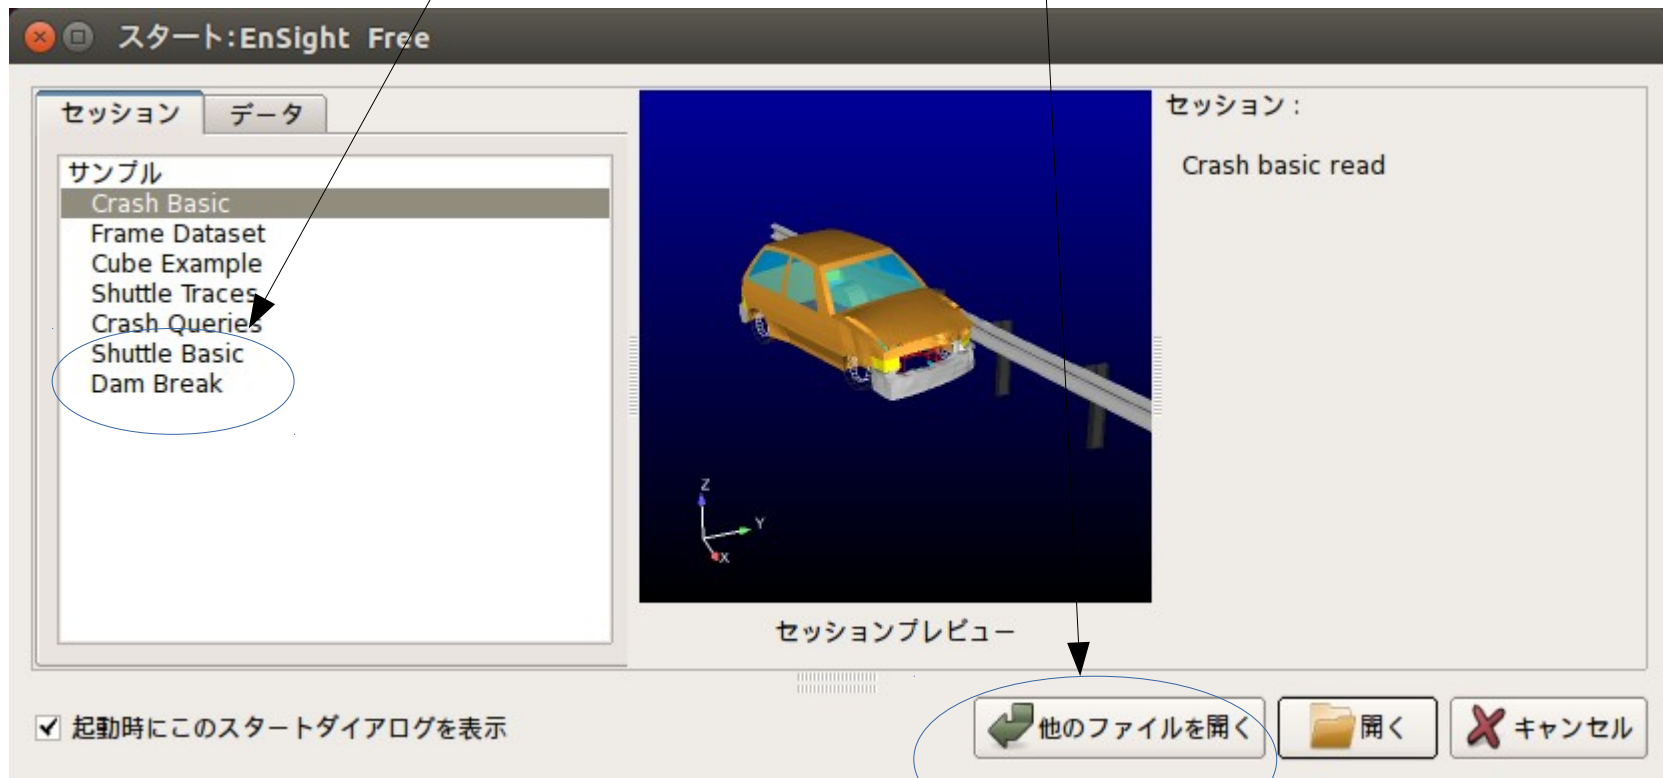 スタート:EnSight Free
セッション
データ
サンプル
Crash Basic
Frame Dataset
Cube Example
Shuttle Traces
Crash Queries
Shuttle Basic
Dam Break
Z
Y
X
セッションプレビュー
セッション :
Crash basic read
起動時にこのスタートダイアログを表示
他のファイルを開く
開く
キャンセル